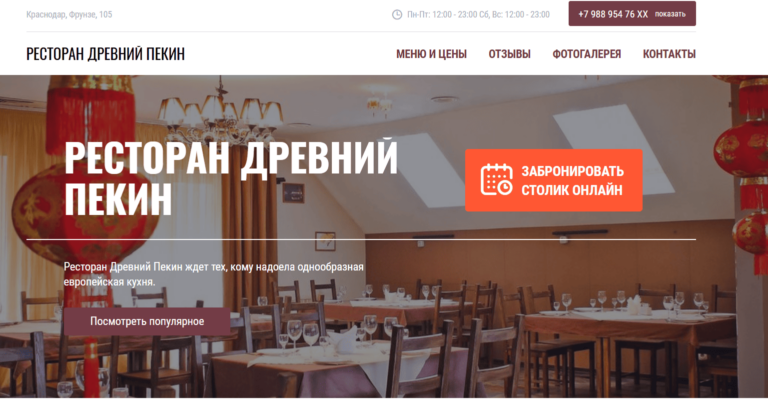 Краснодар, Фрунзе, 105
Пн-Пт: 12:00 - 23:00 Сб, Вс: 12:00 - 23:00
+7 988 954 76 XX показать
РЕСТОРАН ДРЕВНИЙ ПЕКИН
МЕНЮ И ЦЕНЫ ОТЗЫВЫ ФОТОГАЛЕРЕЯ КОНТАКТЫ
РЕСТОРАН ДРЕВНИЙ
ПЕКИН
ЗАБРОНИРОВАТЬ
СТОЛИК ОНЛАЙН
Ресторан Древний Пекин ждет тех, кому надоела однообразная
европейская кухня.
Посмотреть популярное